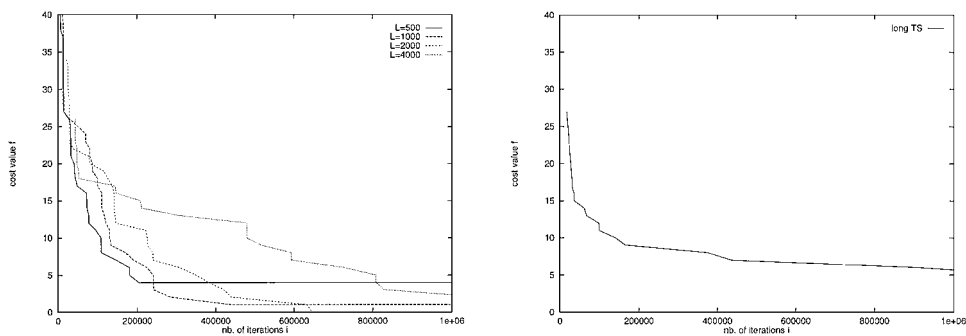 40
35
30
25
20
15
10
5
0
cost value f
L=500
L=1000
L=2000
L=4000
0 200000 400000 600000 800000 1e+06
nb. of iterations i
40
35
30
25
20
15
10
5
0
cost value f
long TS
0 200000 400000 600000 800000 1e+06
nb. of iterations i